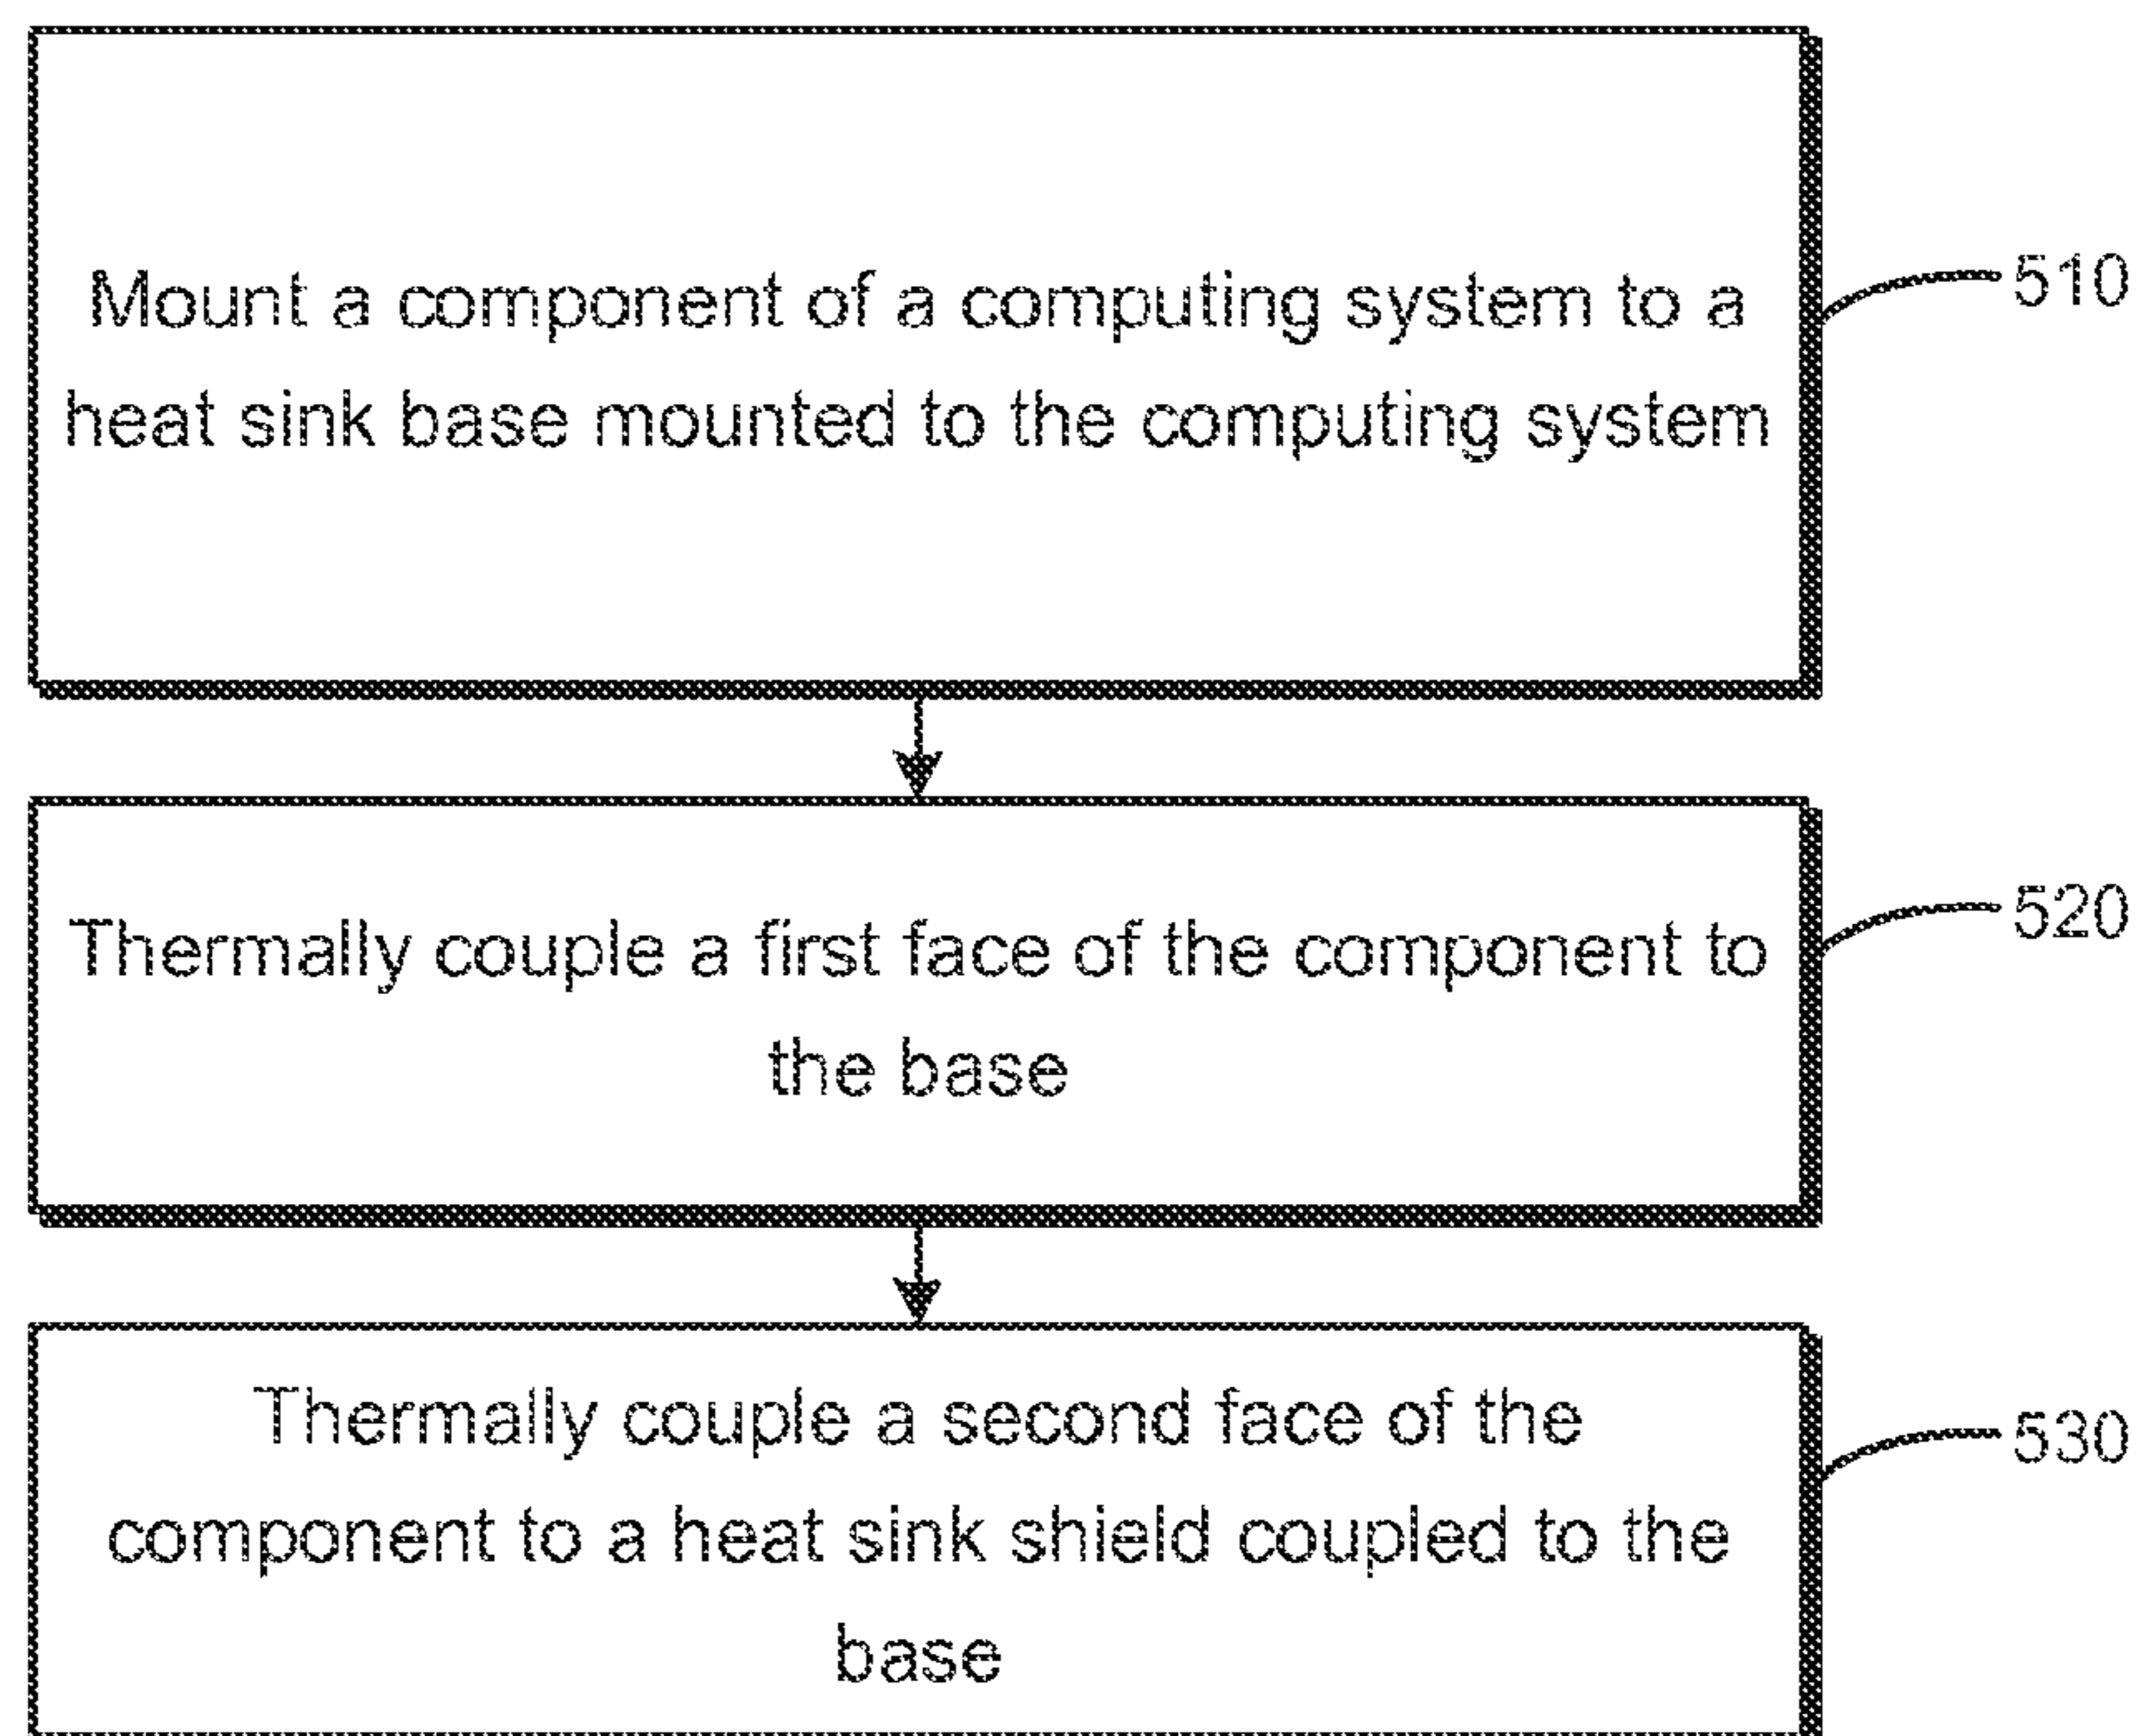 Mount a component of a computing system to a
heat sink base mounted to the computing system
510
Thermally couple a first face of the component to
the base
520
Thermally couple a second face of the
component to a heat sink shield coupled to the
base
530